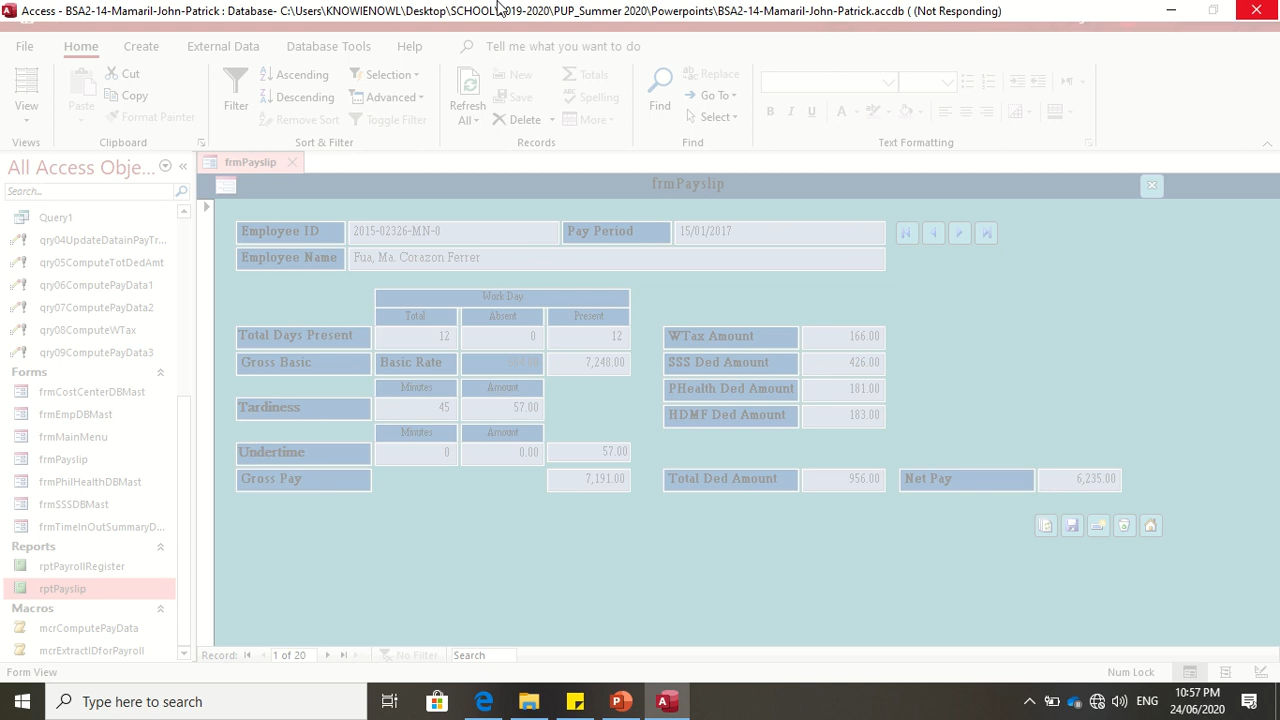 Access - BSA2-14-Mamaril-John-Patrick : Database- C:\Users\KNOWIENOWL\Desktop\SCHOOL 2019-2020\PUP_Summer 2020\Powerpoints\BSA2-14-Mamaril-John-Patrick.accdb ( (Not Responding)
File Home Create External Data Database Tools Help Tell me what you want to do
View Paste Cut Copy Format Painter
Filter Ascending Descending Remove Sort Selection Advanced Toggle Filter
Refresh All New Save Delete Totals Spelling More
Find Replace Go To Select
B I U A
Views Clipboard Sort & Filter Records Find Text Formatting
All Access Obje...
Search...
Query1
qry04UpdateDatainPayTr...
qry05ComputeTotDedAmt
qry06ComputePayData1
qry07ComputePayData2
qry08ComputeWTax
qry09ComputePayData3
Forms
frmCostCenterDBMast
frmEmpDBMast
frmMainMenu
frmPayslip
frmPhilHealthDBMast
frmSSSDBMast
frmTimeInOutSummaryD...
Reports
rptPayrollRegister
rptPayslip
Macros
mcrComputePayData
mcrExtractIDforPayroll
frmPayslip
frmPayslip
Employee ID 2015-02326-MN-0 Pay Period 15/01/2017
Employee Name Fua, Ma. Corazon Ferrer
Work Day
Total Absent Present
Total Days Present 12 0 12 WTax Amount 166.00
Gross Basic Basic Rate 7,248.00 SSS Ded Amount 426.00
Minutes Amount PHealth Ded Amount 181.00
Tardiness 45 57.00 HDMF Ded Amount 183.00
Minutes Amount
Undertime 0 0.00 57.00
Gross Pay 7,191.00 Total Ded Amount 956.00 Net Pay 6,235.00
Record: 1 of 20 No Filter Search
Form View Num Lock
Type here to search ENG 10:57 PM
24/06/2020